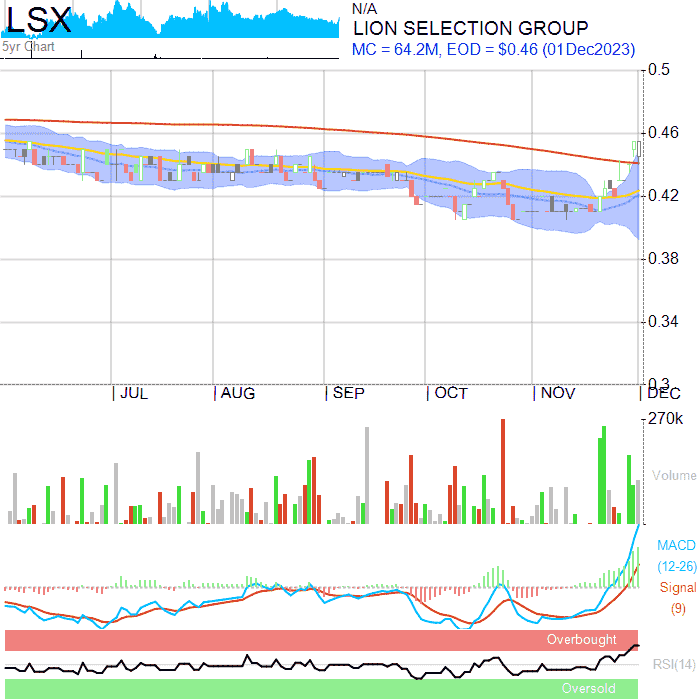 LSX
5yr Chart
N/A
LION SELECTION GROUP
MC = 64.2M, EOD = $0.46 (01Dec2023)
0.5
0.46
0.42
0.38
0.34
0.3
JUL AUG SEP OCT NOV DEC
270k
Volume
MACD
(12-26)
Signal
(9)
Overbought
RSI(14)
Oversold